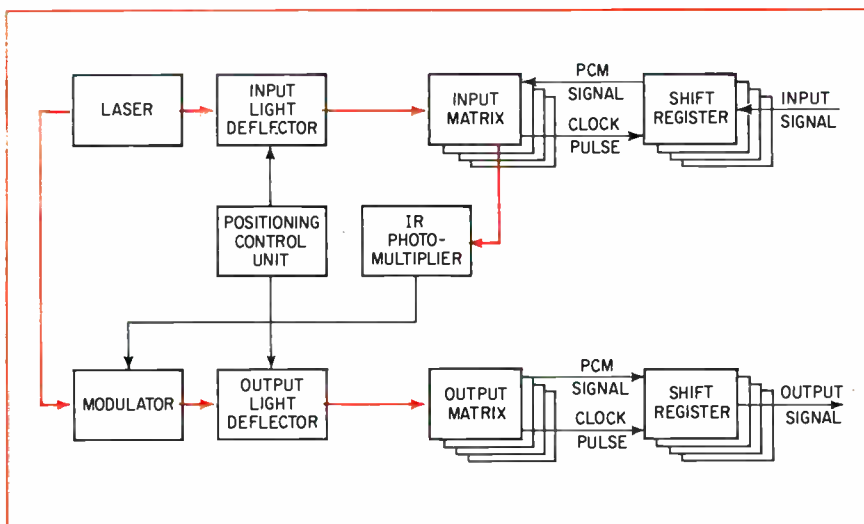 LASER
INPUT
LIGHT
DEFLECTOR
INPUT
MATRIX
PCM
SIGNAL
CLOCK
PULSE
SHIFT
REGISTER
INPUT
SIGNAL
POSITIONING
CONTROL
UNIT
IR
PHOTO-
MULTIPLIER
MODULATOR
OUTPUT
LIGHT
DEFLECTOR
OUTPUT
MATRIX
PCM
SIGNAL
CLOCK
PULSE
SHIFT
REGISTER
OUTPUT
SIGNAL